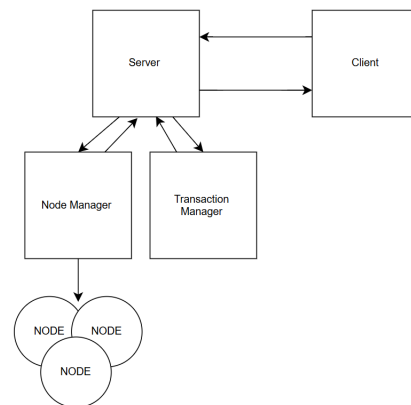 Server
Client
Node Manager
Transaction
Manager
NODE
NODE
NODE